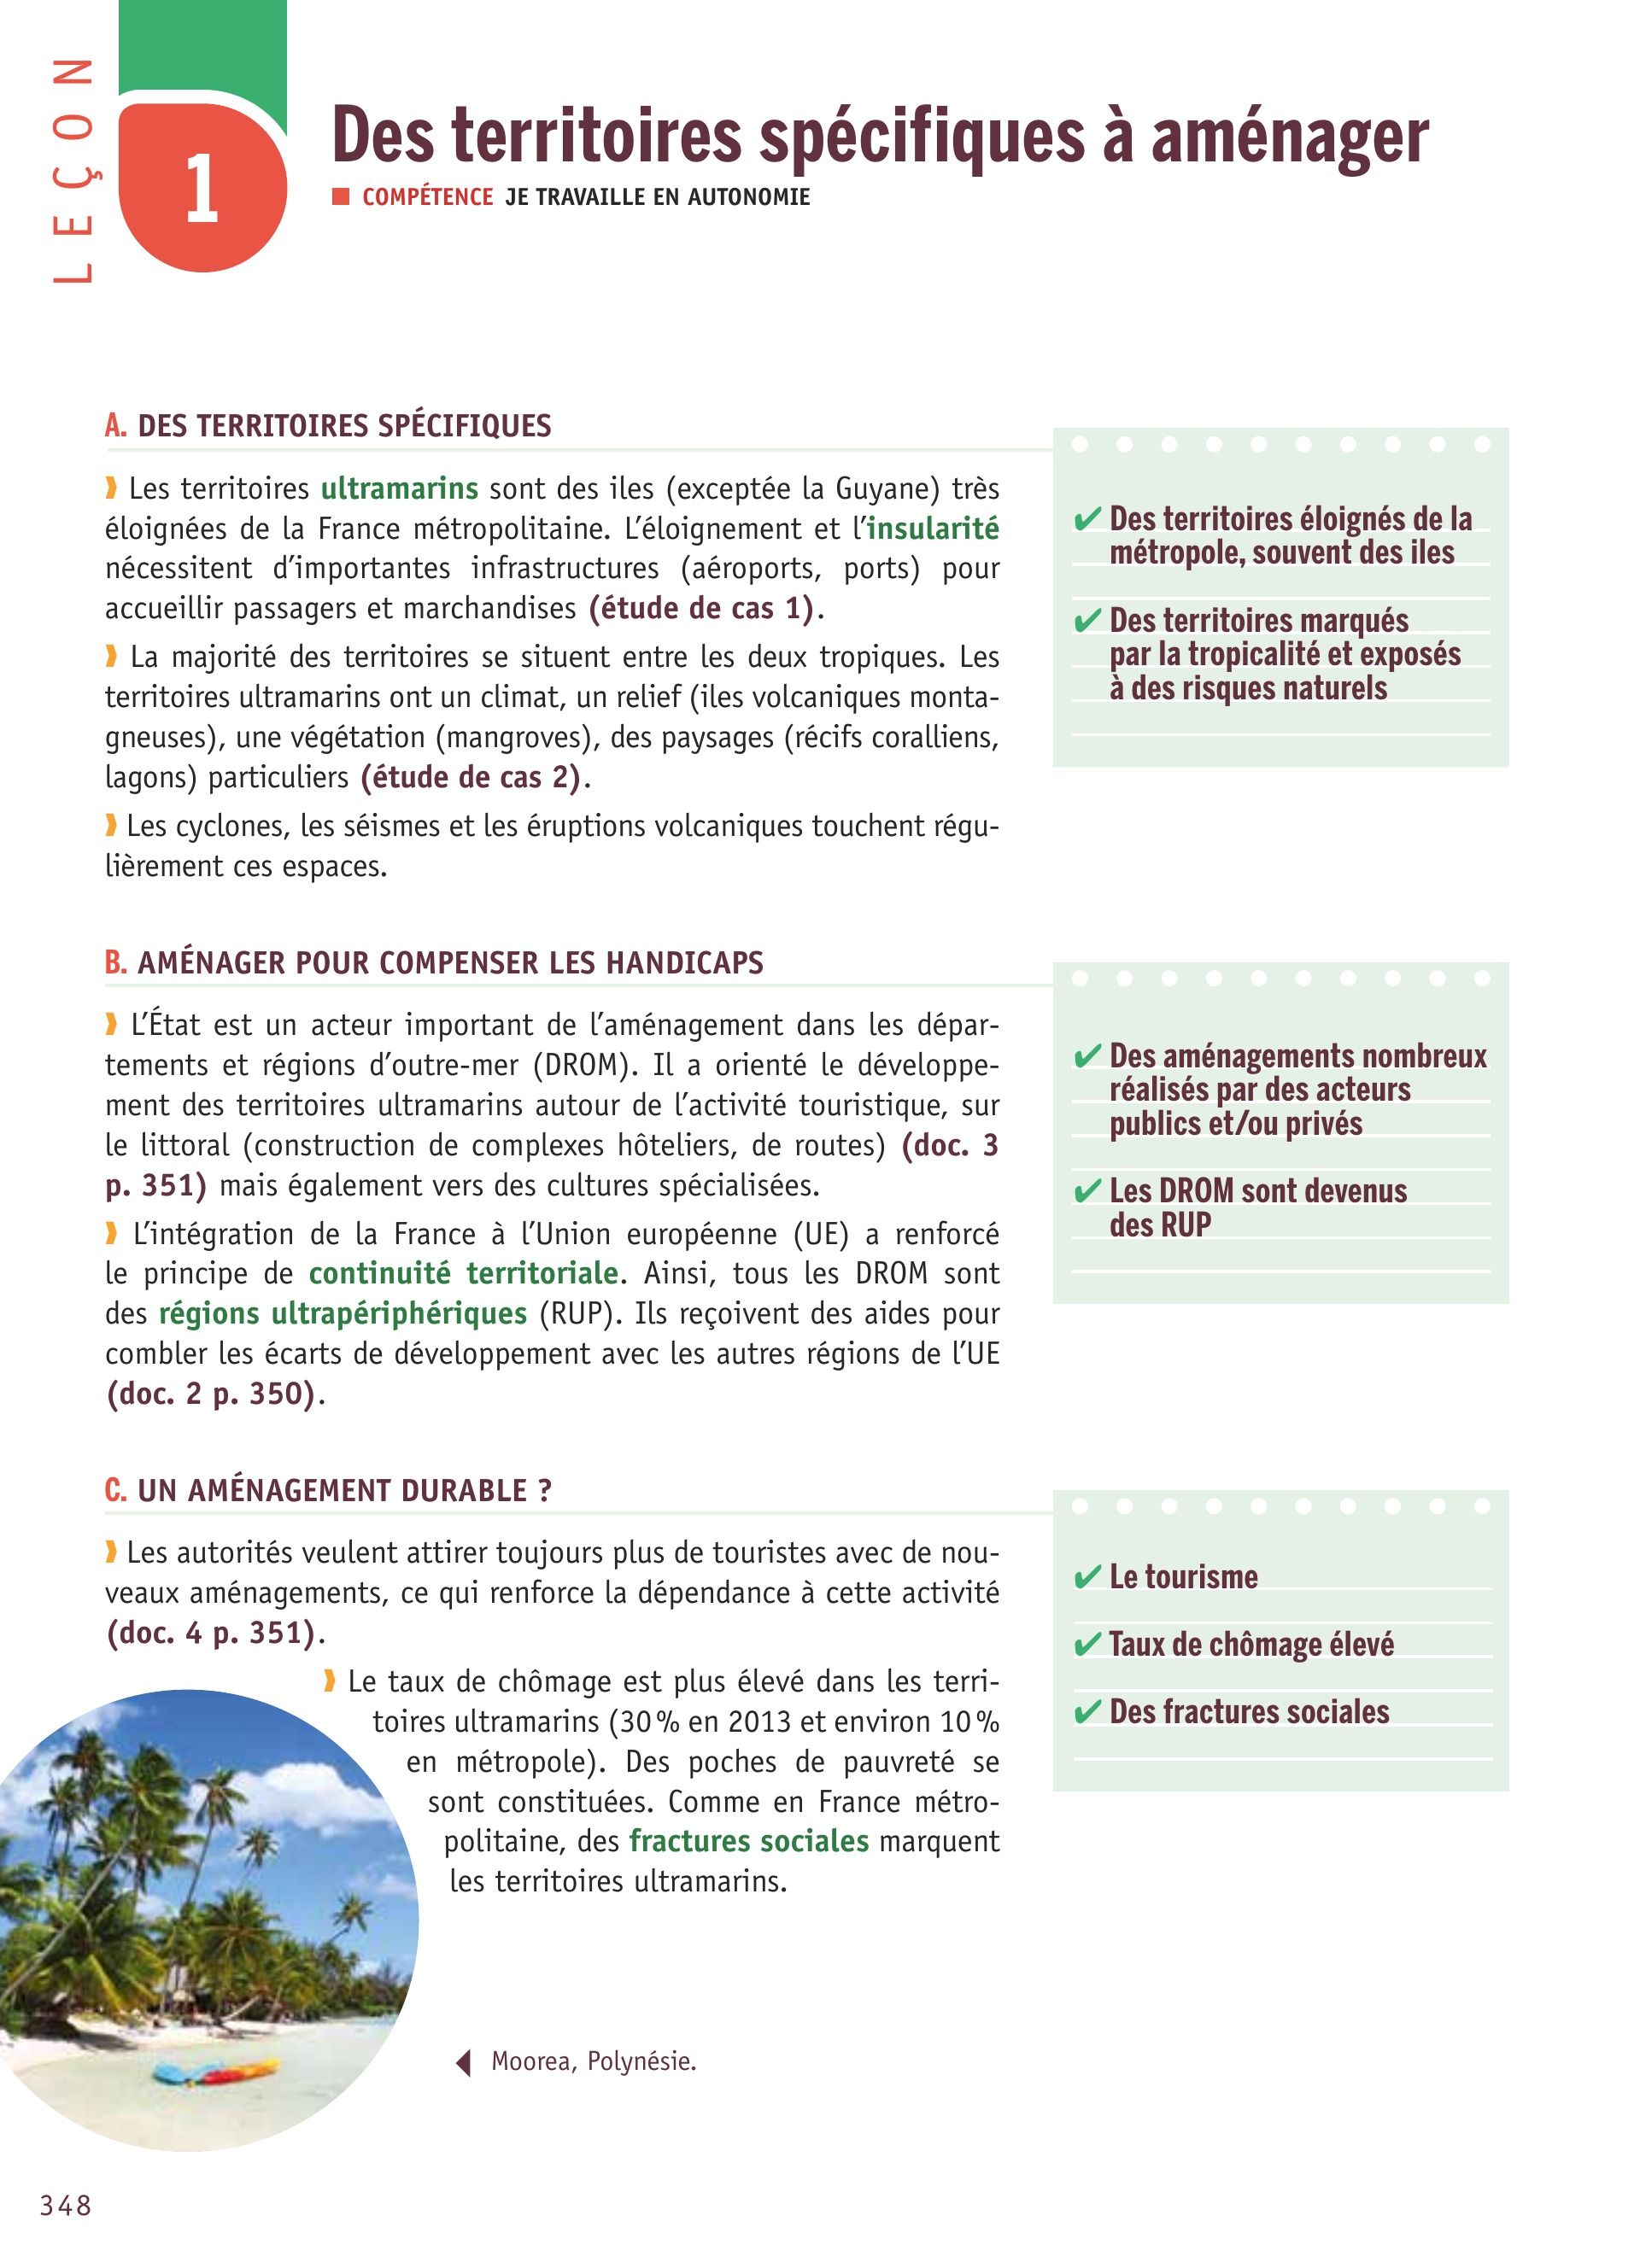 LEÇON
1
Des territoires spécifiques à aménager
COMPÉTENCE JE TRAVAILLE EN AUTONOMIE
A. DES TERRITOIRES SPÉCIFIQUES
Les territoires ultramarins sont des iles (exceptée la Guyane) très
éloignées de la France métropolitaine. L'éloignement et l'insularité
nécessitent d'importantes infrastructures (aéroports, ports) pour
accueillir passagers et marchandises (étude de cas 1).
La majorité des territoires se situent entre les deux tropiques. Les
territoires ultramarins ont un climat, un relief (iles volcaniques monta-
gneuses), une végétation (mangroves), des paysages (récifs coralliens,
lagons) particuliers (étude de cas 2).
Les cyclones, les séismes et les éruptions volcaniques touchent régu-
lièrement ces espaces.
✔ Des territoires éloignés de la
métropole, souvent des iles
✔ Des territoires marqués
par la tropicalité et exposés
à des risques naturels
B. AMÉNAGER POUR COMPENSER LES HANDICAPS
L'État est un acteur important de l'aménagement dans les dépar-
tements et régions d'outre-mer (DROM). Il a orienté le développe-
ment des territoires ultramarins autour de l'activité touristique, sur
le littoral (construction de complexes hôteliers, de routes) (doc. 3
p. 351) mais également vers des cultures spécialisées.
L'intégration de la France à l'Union européenne (UE) a renforcé
le principe de continuité territoriale. Ainsi, tous les DROM sont
des régions ultrapériphériques (RUP). Ils reçoivent des aides pour
combler les écarts de développement avec les autres régions de l'UE
(doc. 2 p. 350).
✔ Des aménagements nombreux
réalisés par des acteurs
publics et/ou privés
✔ Les DROM sont devenus
des RUP
C. UN AMÉNAGEMENT DURABLE ?
Les autorités veulent attirer toujours plus de touristes avec de nou-
veaux aménagements, ce qui renforce la dépendance à cette activité
(doc. 4 p. 351).
Le taux de chômage est plus élevé dans les terri-
toires ultramarins (30 % en 2013 et environ 10 %
en métropole). Des poches de pauvreté se
sont constituées. Comme en France métro-
politaine, des fractures sociales marquent
les territoires ultramarins.
✔ Le tourisme
✔ Taux de chômage élevé
✔ Des fractures sociales
Moorea, Polynésie.
348